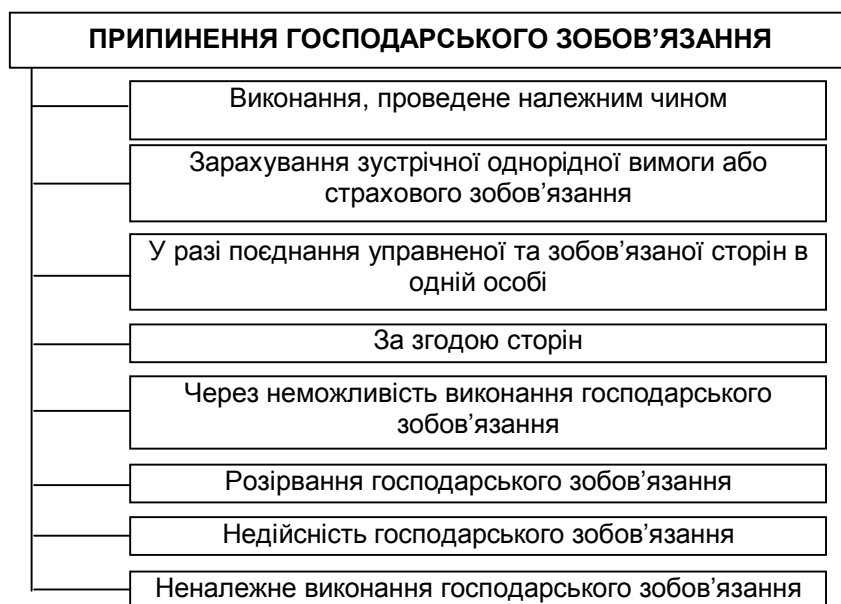 ПРИПИНЕННЯ ГОСПОДАРСЬКОГО ЗОБОВ’ЯЗАННЯ
Виконання, проведене належним чином
Зарахування зустрічної однорідної вимоги або
страхового зобов’язання
У разі поєднання управненої та зобов’язаної сторін в
одній особі
За згодою сторін
Через неможливість виконання господарського
зобов’язання
Розірвання господарського зобов’язання
Недійсність господарського зобов’язання
Неналежне виконання господарського зобов’язання